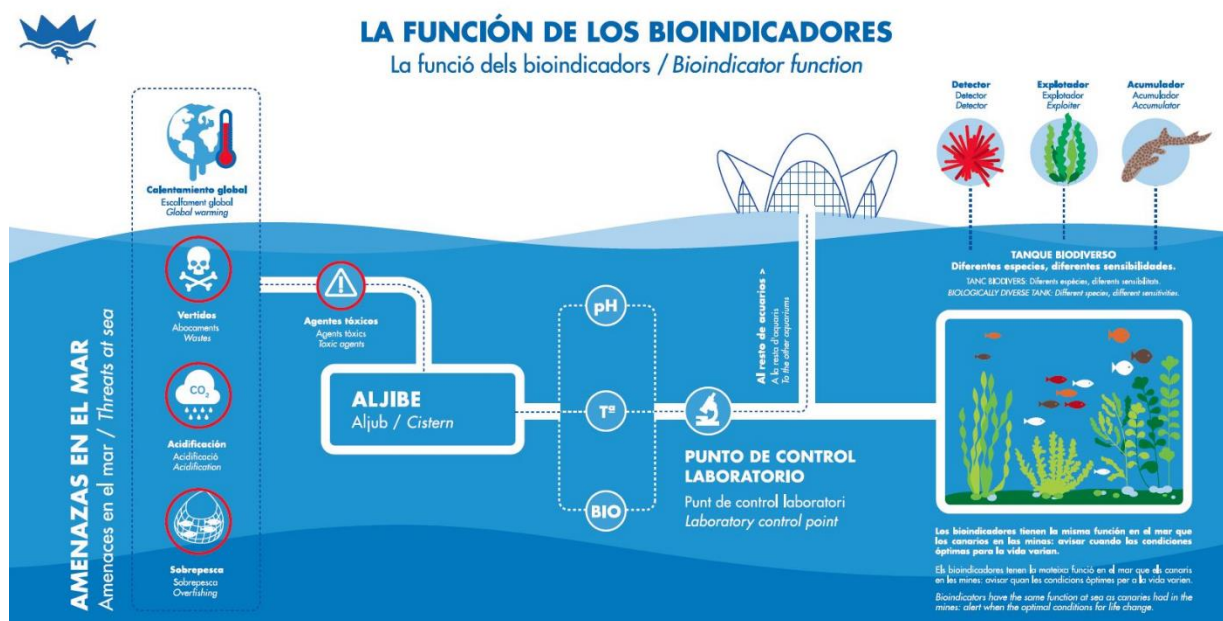 LA FUNCIÓN DE LOS BIOINDICADORES
La funció dels bioindicadors / Bioindicator function
Calentamiento global
Escalfament global
Global warming
Vertidos
Abocaments
Wastes
CO₂
Acidificación
Acidificació
Acidification
Sobrepesca
Sobrepesca
Overfishing
AMENAZAS EN EL MAR
Amenaces en el mar / Threats at sea
Agentes tóxicos
Agents tòxics
Toxic agents
ALJIBE
Aljub / Cistern
pH
Tª
BIO
PUNTO DE CONTROL
LABORATORIO
Punt de control laboratori
Laboratory control point
Al resto de acuarios >
A la resta d'aquaris
To the other aquariums
Detector
Detector
Detector
Explotador
Explotador
Exploiter
Acumulador
Acumulador
Accumulator
TANQUE BIODIVERSO
Diferentes especies, diferentes sensibilidades.
TANC BIODIVERS: Diferents espècies, diferents sensibilitats.
BIOLOGICALLY DIVERSE TANK: Different species, different sensitivities.
Los bioindicadores tienen la misma función en el mar que
los canarios en las minas: avisar cuando las condiciones
óptimas para la vida varían.
Els bioindicadors tenen la mateixa funció en el mar que els canaris
en les mines: avisar quan les condicions òptimes per a la vida varien.
Bioindicators have the same function at sea as canaries had in the
mines: alert when the optimal conditions for life change.